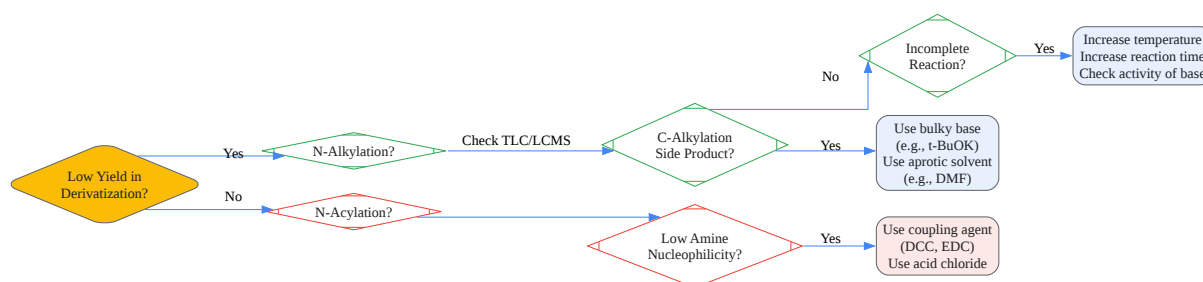 Low Yield in
Derivatization?
Yes
N-Alkylation?
Check TLC/LCMS
C-Alkylation
Side Product?
No
Incomplete
Reaction?
Yes
Increase temperature
Increase reaction time
Check activity of base
Yes
Use bulky base
(e.g., t-BuOK)
Use aprotic solvent
(e.g., DMF)
No
N-Acylation?
Low Amine
Nucleophilicity?
Yes
Use coupling agent
(DCC, EDC)
Use acid chloride